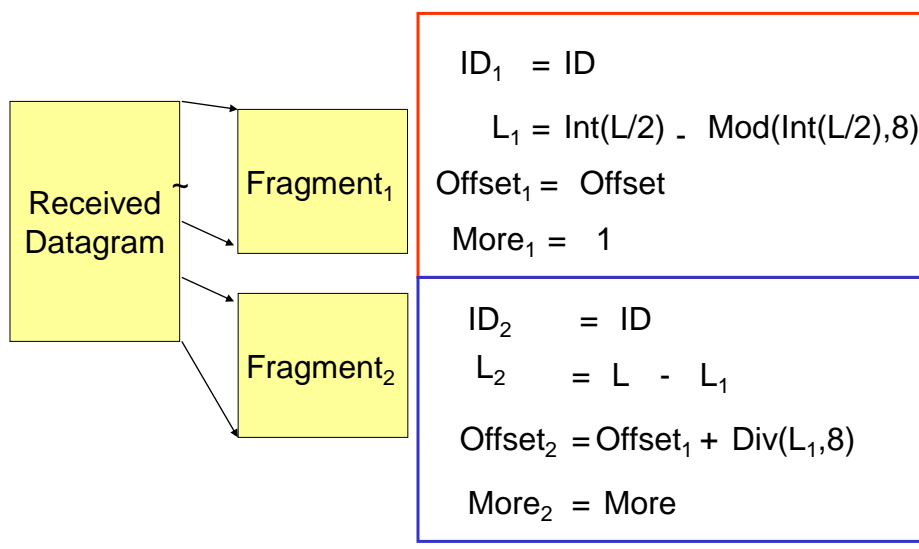 Received
Datagram
~
Fragment₁
Fragment₂
ID₁ = ID
L₁ = Int(L/2) - Mod(Int(L/2),8)
Offset₁ = Offset
More₁ = 1
ID₂ = ID
L₂ = L - L₁
Offset₂ = Offset₁ + Div(L₁,8)
More₂ = More